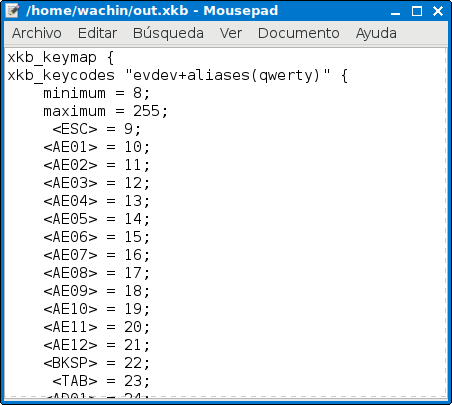 /home/wachin/out.xkb - Mousepad
Archivo Editar Búsqueda Ver Documento Ayuda
xkb_keymap {
xkb_keycodes "evdev+aliases(qwerty)" {
    minimum = 8;
    maximum = 255;
     <ESC> = 9;
    <AE01> = 10;
    <AE02> = 11;
    <AE03> = 12;
    <AE04> = 13;
    <AE05> = 14;
    <AE06> = 15;
    <AE07> = 16;
    <AE08> = 17;
    <AE09> = 18;
    <AE10> = 19;
    <AE11> = 20;
    <AE12> = 21;
    <BKSP> = 22;
     <TAB> = 23;
    <AD01> = 24;